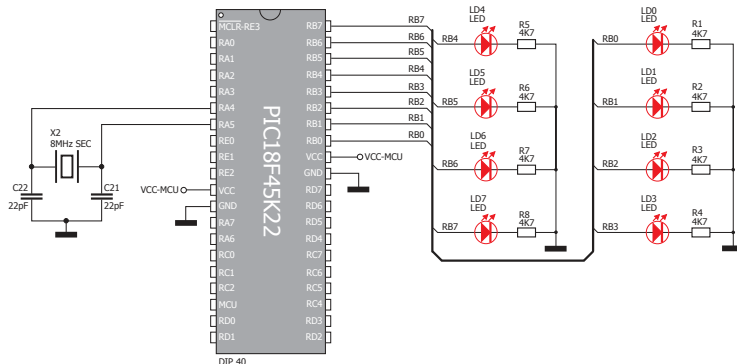 MCLR-RE3
RA0
RA1
RA2
RA3
RA4
RA5
RE0
RE1
RE2
VCC
GND
RA7
RA6
RC0
RC1
RC2
MCU
RD0
RD1
PIC18F45K22
RB7
RB6
RB5
RB4
RB3
RB2
RB1
RB0
VCC
GND
RD7
RD6
RD5
RD4
RC7
RC6
RC5
RC4
RD3
RD2
DIP 40
X2
8MHz SEC
C22
22pF
C21
22pF
VCC-MCU
VCC-MCU
RB7
RB6
RB5
RB4
RB3
RB2
RB1
RB0
LD4
LED
R5
4K7
RB4
LD5
LED
R6
4K7
RB5
LD6
LED
R7
4K7
RB6
LD7
LED
R8
4K7
RB7
LD0
LED
R1
4K7
RB0
LD1
LED
R2
4K7
RB1
LD2
LED
R3
4K7
RB2
LD3
LED
R4
4K7
RB3